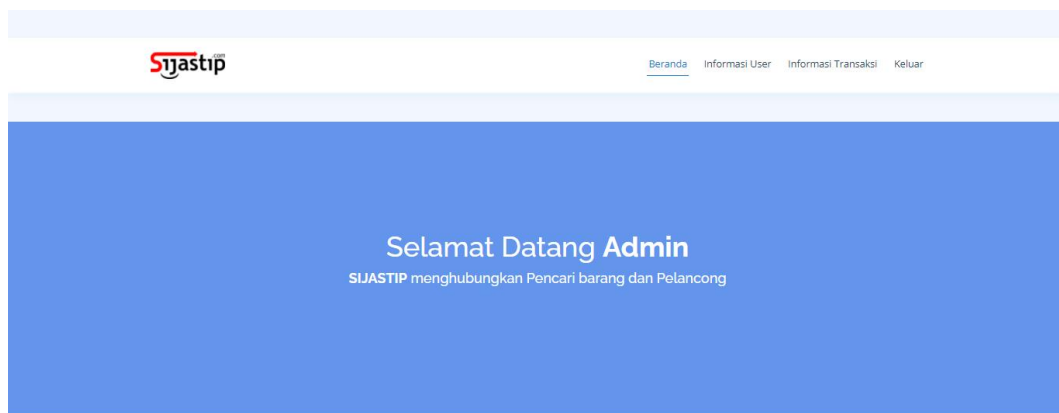 Sijastip.com
Beranda Informasi User Informasi Transaksi Keluar
Selamat Datang Admin
SIJASTIP menghubungkan Pencari barang dan Pelancong